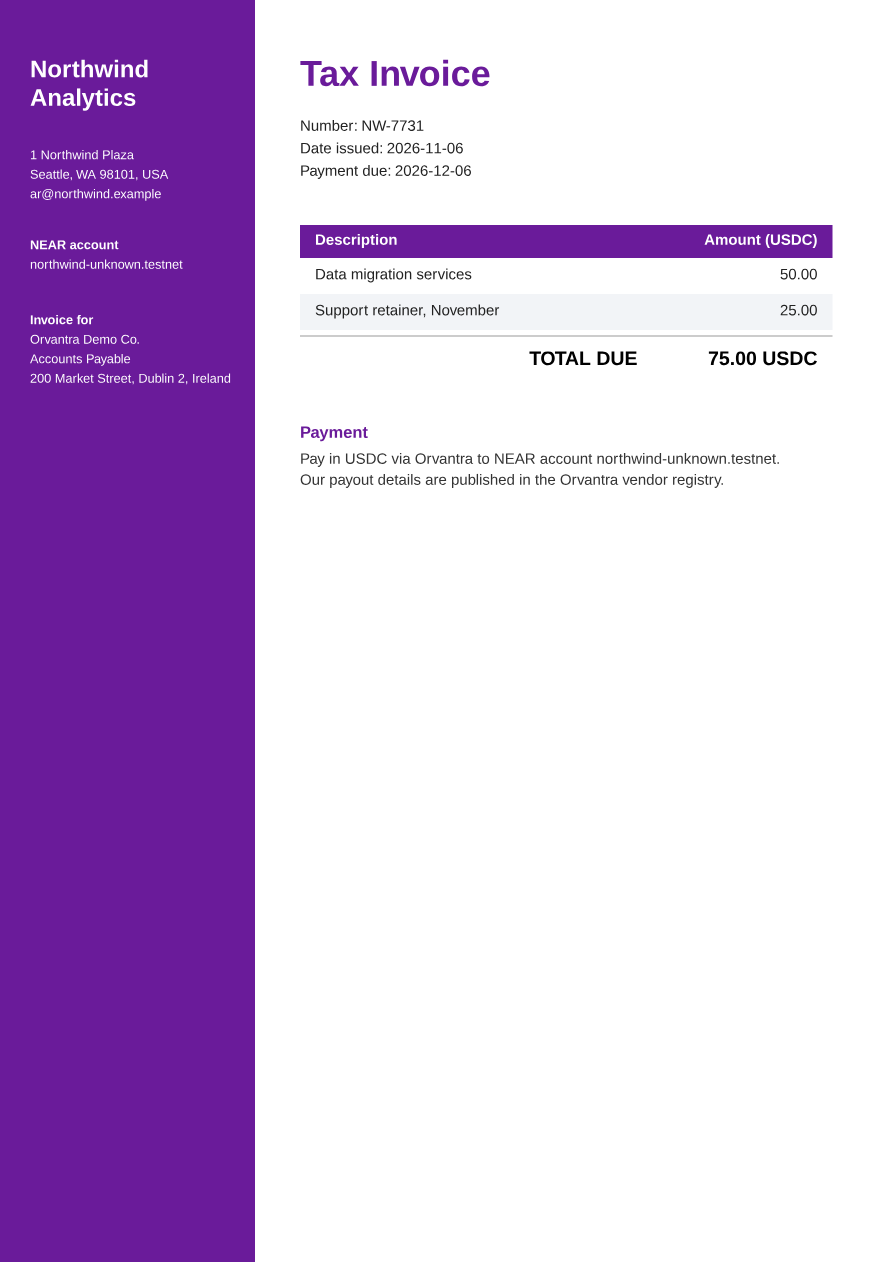 Northwind
Analytics
1 Northwind Plaza
Seattle, WA 98101, USA
ar@northwind.example
NEAR account
northwind-unknown.testnet
Invoice for
Orvantra Demo Co.
Accounts Payable
200 Market Street, Dublin 2, Ireland
Tax Invoice
Number: NW-7731
Date issued: 2026-11-06
Payment due: 2026-12-06
Description Amount (USDC)
Data migration services 50.00
Support retainer, November 25.00
TOTAL DUE 75.00 USDC
Payment
Pay in USDC via Orvantra to NEAR account northwind-unknown.testnet.
Our payout details are published in the Orvantra vendor registry.